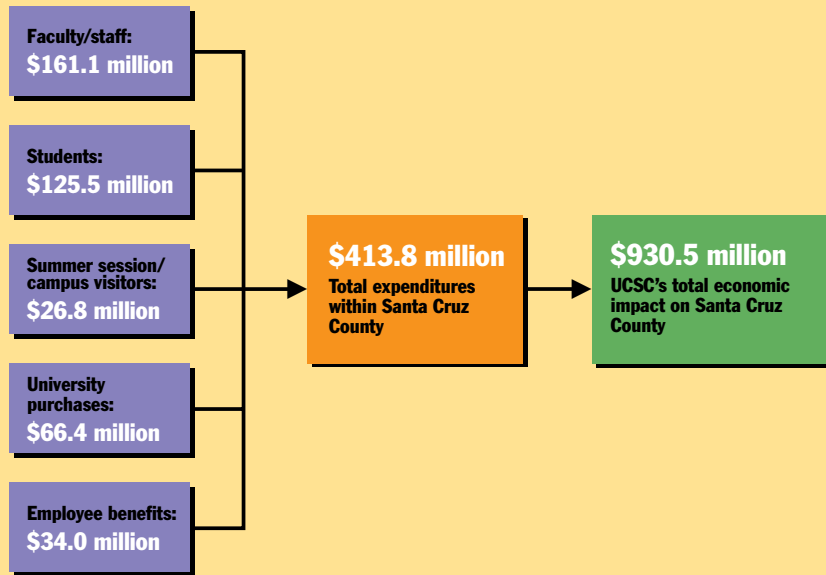 Faculty/staff:
$161.1 million
Students:
$125.5 million
Summer session/
campus visitors:
$26.8 million
University
purchases:
$66.4 million
Employee benefits:
$34.0 million
$413.8 million
Total expenditures
within Santa Cruz
County
$930.5 million
UCSC's total economic
impact on Santa Cruz
County